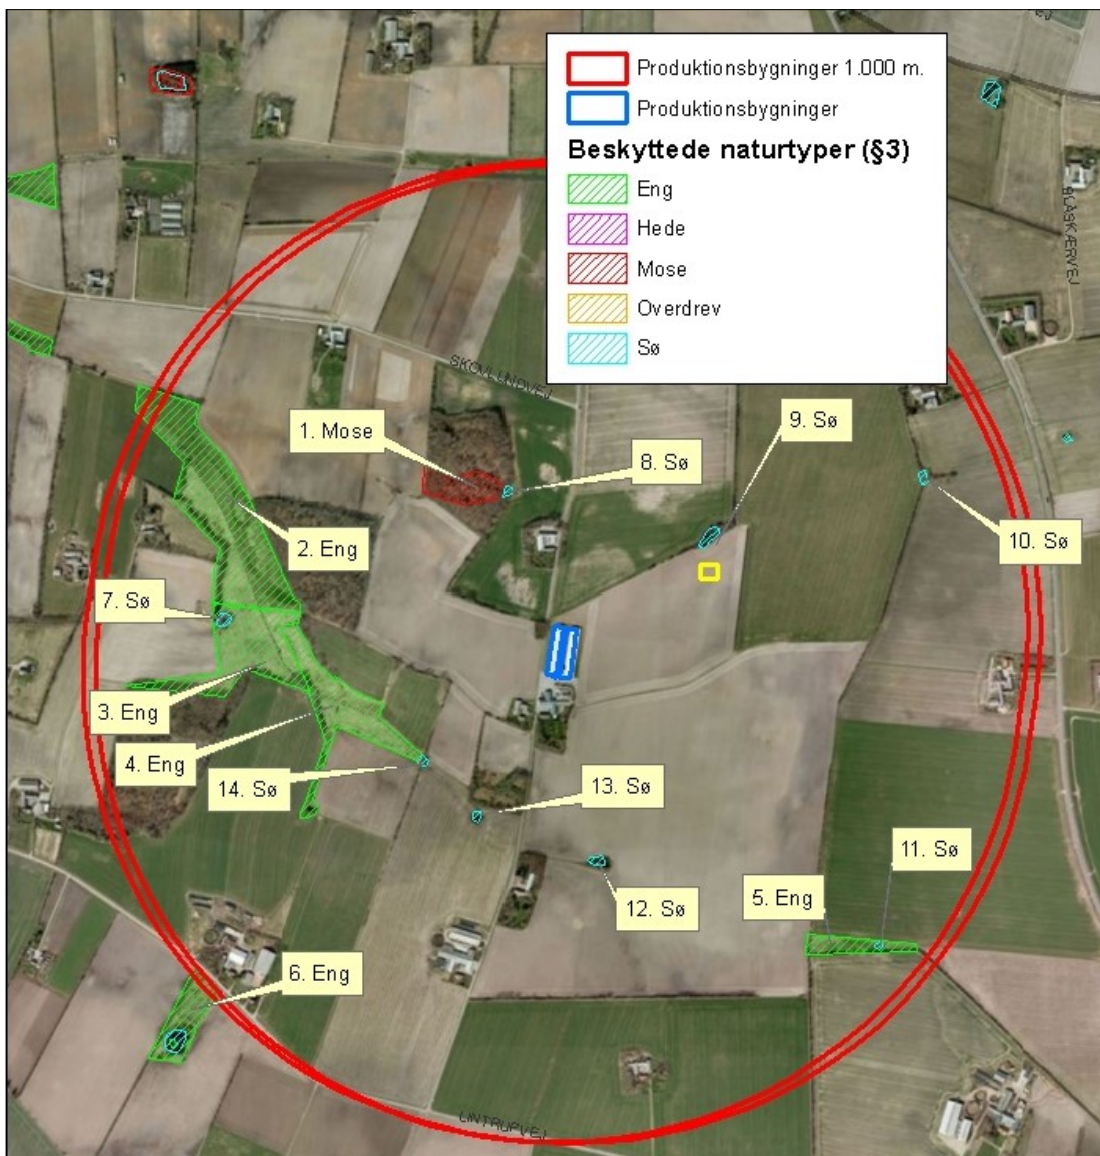 Produktionsbygninger 1.000 m.
Produktionsbygninger
Beskyttede naturtyper (§3)
Eng
Hede
Mose
Overdrev
Sø
BLÅSKÆRVEJ
SKOVLUNDVEJ
1. Mose
9. Sø
8. Sø
10. Sø
2. Eng
7. Sø
3. Eng
4. Eng
14. Sø
13. Sø
11. Sø
5. Eng
12. Sø
6. Eng
LINTRUPVEJ